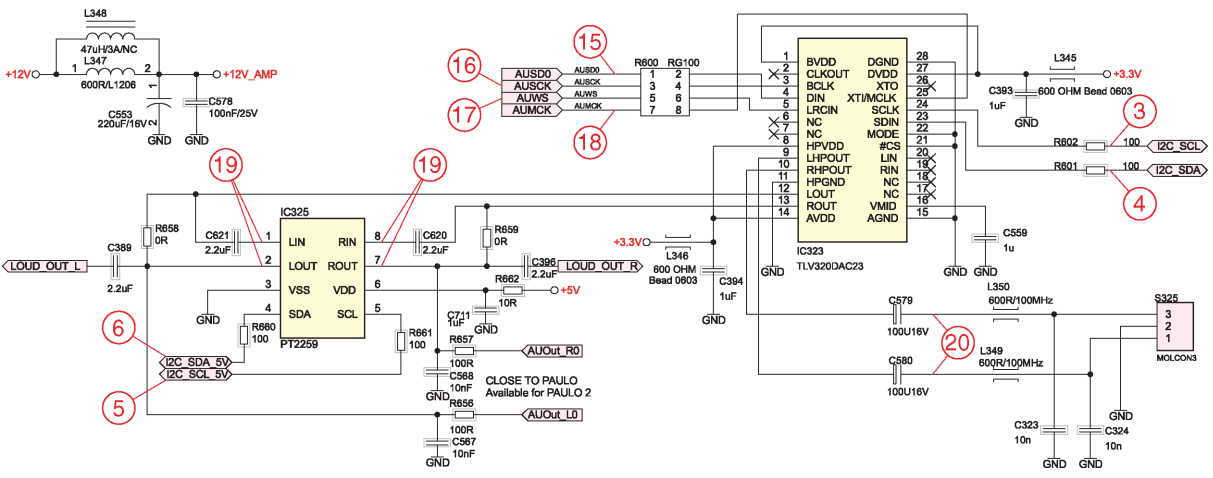 L348
47uH/3A/NC
L347
+12V
1
2
+12V_AMP
600R/L1206
1
C553
220uF/16V
2
C578
100nF/25V
GND
GND
15
16
17
18
AUSD0
AUSCK
AUWS
AUMCK
AUSD0
AUSCK
AUWS
AUMCK
R600
RG100
1
2
3
4
5
6
7
8
1
2
3
4
5
6
7
8
9
10
11
12
13
14
BVDD
CLKOUT
BCLK
DIN
LRCIN
NC
NC
HPVDD
LHPOUT
RHPOUT
HPGND
LOUT
ROUT
AVDD
DGND
DVDD
XTO
XTI/MCLK
SCLK
SDIN
MODE
#CS
LIN
RIN
NC
NC
VMID
AGND
28
27
26
25
24
23
22
21
20
19
18
17
16
15
IC323
TLV320DAC23
L345
+3.3V
600 OHM Bead 0603
C393
1uF
GND
3
R602
100
I2C_SCL
R601
100
I2C_SDA
4
19
19
IC325
R658
0R
C621
2.2uF
1
2
3
4
LIN
LOUT
VSS
SDA
RIN
ROUT
VDD
SCL
8
7
6
5
PT2259
C620
2.2uF
R659
0R
C389
2.2uF
LOUD_OUT_L
C396
2.2uF
LOUD_OUT_R
R662
10R
+5V
C711
1uF
GND
GND
+3.3V
L346
600 OHM
Bead 0603
C394
1uF
GND
GND
C559
1u
GND
6
R660
100
I2C_SDA_5V
I2C_SCL_5V
5
R661
100
R657
100R
AUOut_R0
C568
10nF
GND
CLOSE TO PAULO
Available for PAULO 2
R656
100R
AUOut_L0
C567
10nF
GND
C579
100U16V
20
C580
100U16V
L350
600R/100MHz
L349
600R/100MHz
S325
3
2
1
MOLCON3
GND
C323
10n
C324
10n
GND
GND